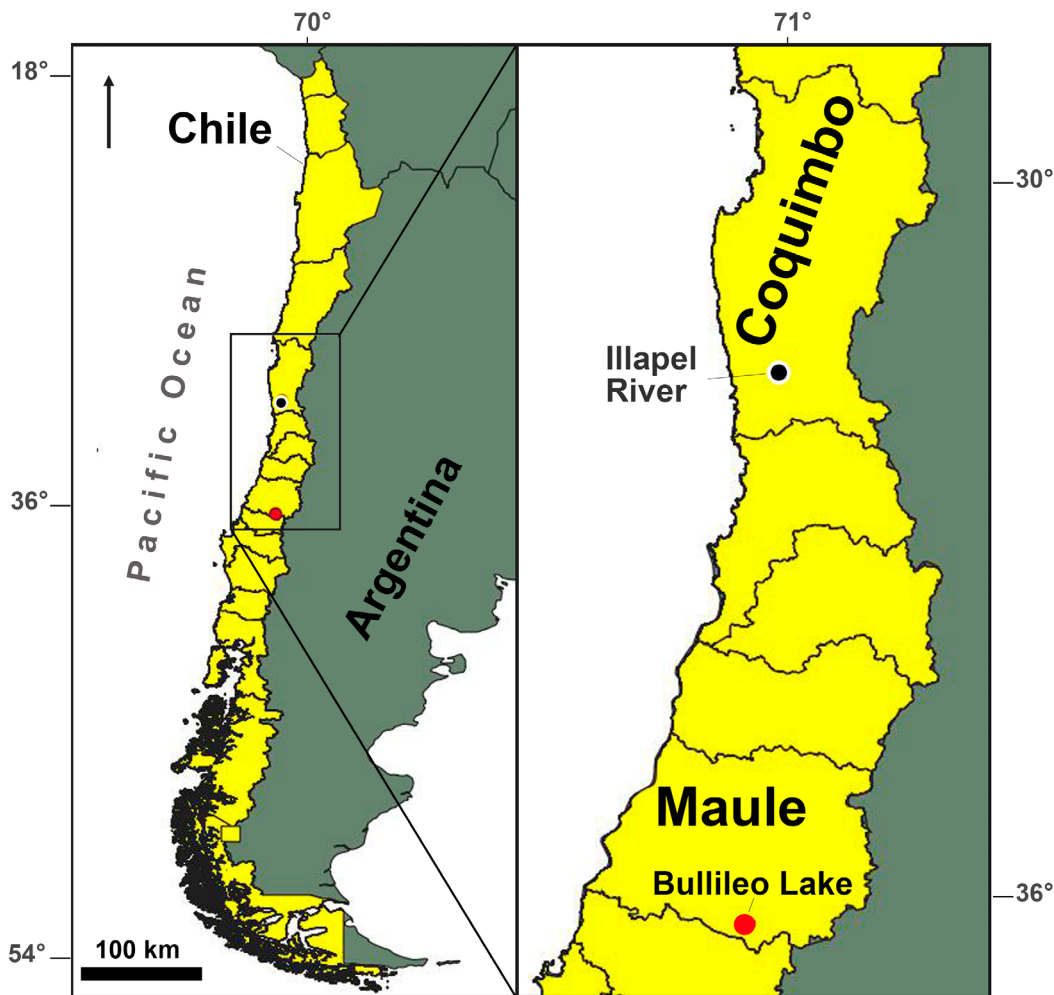 70°
71°
18°
Chile
Coquimbo
30°
Pacific Ocean
Illapel
River
36°
Argentina
Maule
Bullileo Lake
36°
100 km
54°